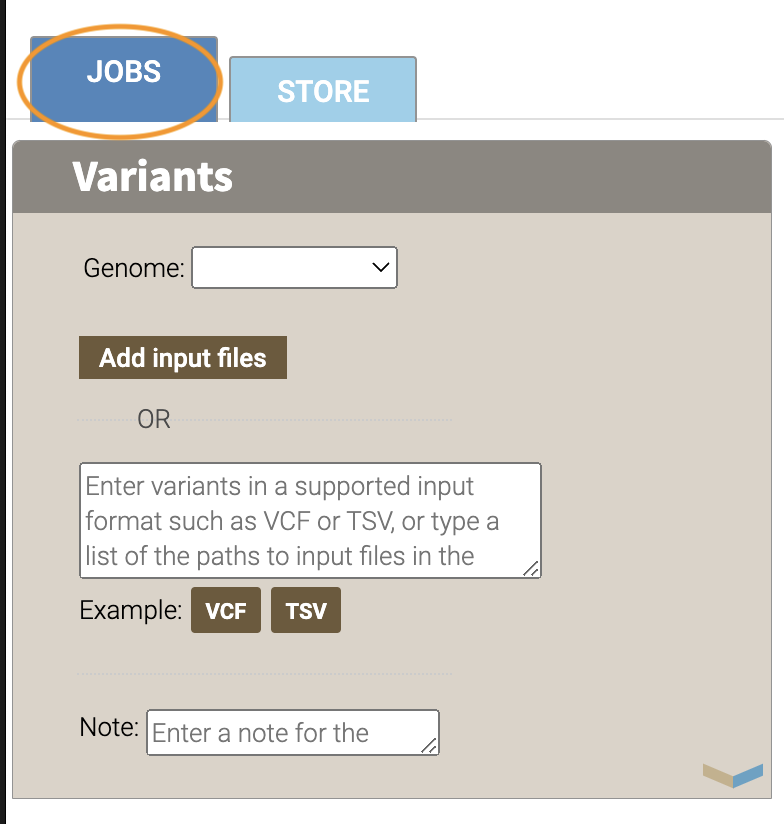 JOBS
STORE
Variants
Genome:
Add input files
OR
Enter variants in a supported input
format such as VCF or TSV, or type a
list of the paths to input files in the
Example: VCF TSV
Note: Enter a note for the